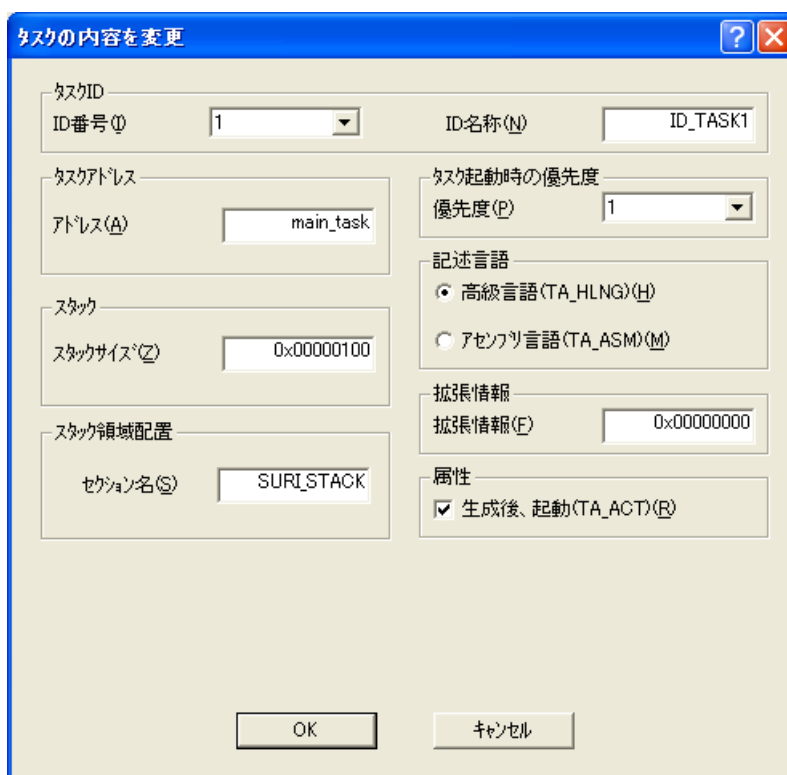 タスクの内容を変更
タスクID
ID番号(I) 1 ID名称(N) ID_TASK1
タスクアドレス
アドレス(A) main_task
タスク起動時の優先度
優先度(P) 1
記述言語
高級言語(TA_HLNG)(H)
アセンブリ言語(TA_ASM)(M)
スタック
スタックサイズ(Z) 0x00000100
拡張情報
拡張情報(F) 0x00000000
スタック領域配置
セクション名(S) SURI_STACK
属性
生成後、起動(TA_ACT)(R)
OK キャンセル